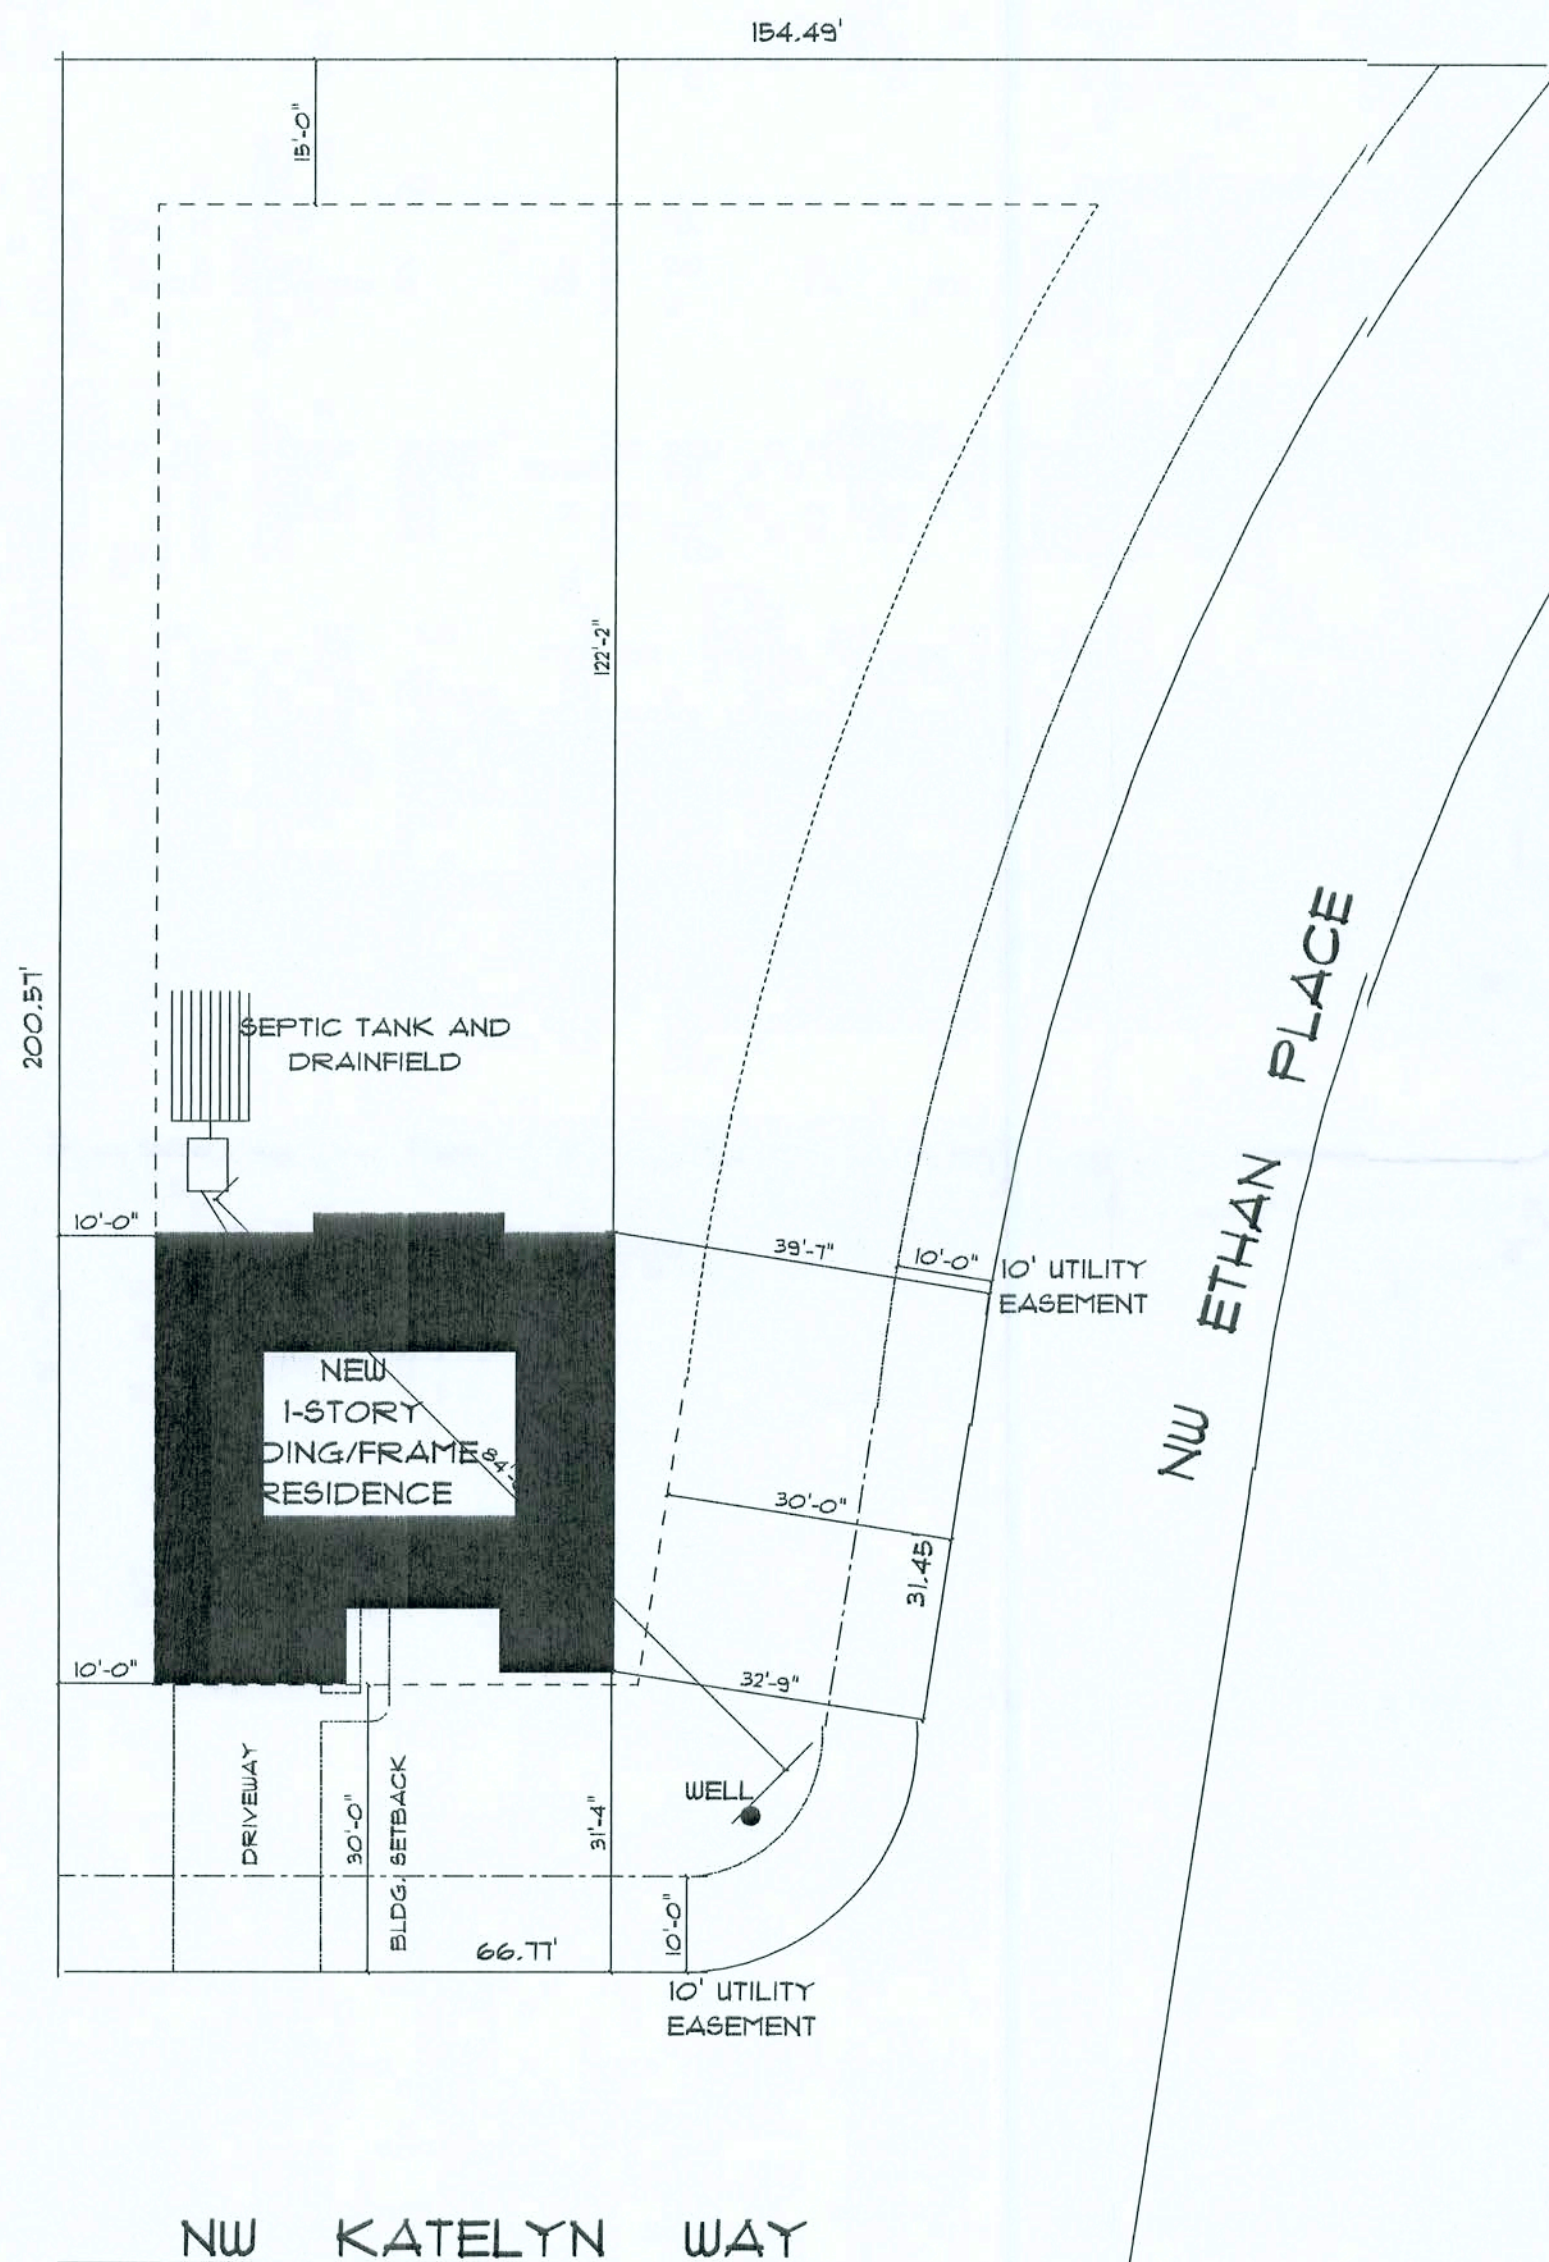 154.49'
15'-0"
122'-2"
200.57'
SEPTIC TANK AND
DRAINFIELD
10'-0"
39'-7"
10'-0"
10' UTILITY
EASEMENT
NW ETHAN PLACE
NEW
1-STORY
DING/FRAME
RESIDENCE
84'-
30'-0"
31.45
10'-0"
32'-9"
WELL
DRIVEWAY
30'-0"
BLDG. SETBACK
31'-4"
10'-0"
66.77'
10' UTILITY
EASEMENT
NW KATELYN WAY